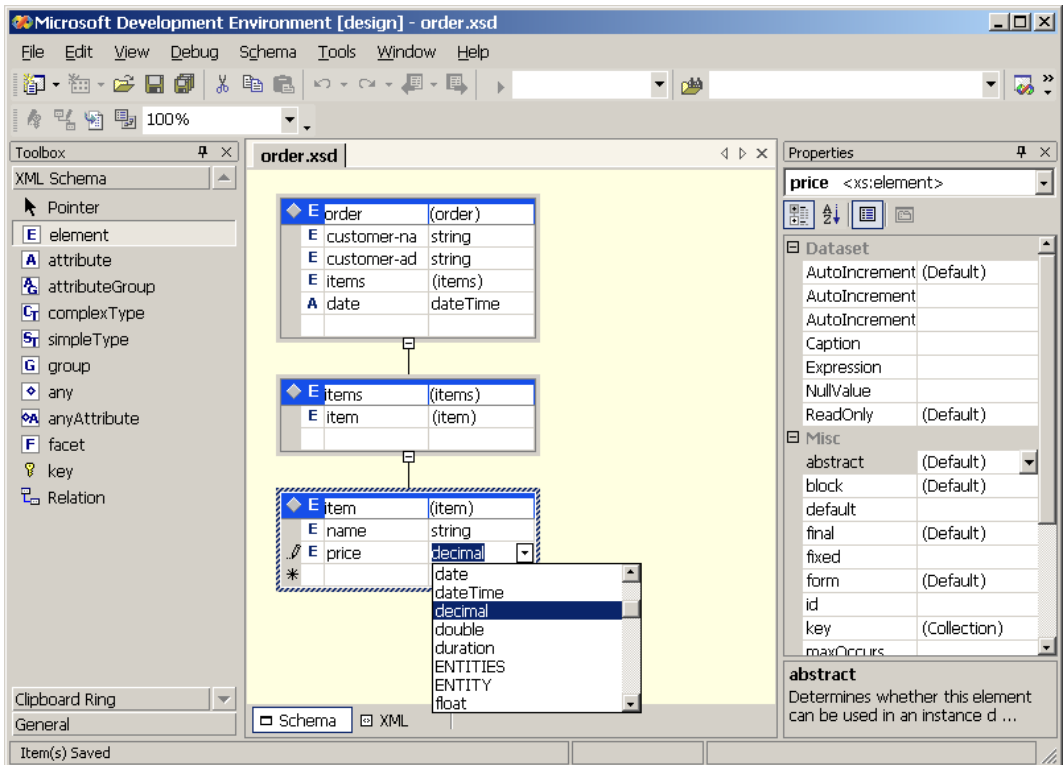 Microsoft Development Environment [design] - order.xsd
File Edit View Debug Schema Tools Window Help
100%
Toolbox
XML Schema
Pointer
E element
A attribute
AG attributeGroup
CT complexType
ST simpleType
G group
any
A anyAttribute
F facet
key
Relation
Clipboard Ring
General
order.xsd
E order (order)
E customer-na string
E customer-ad string
E items (items)
A date dateTime
E items (items)
E item (item)
E item (item)
E name string
E price decimal
date
dateTime
decimal
double
duration
ENTITIES
ENTITY
float
Schema XML
Properties
price <xs:element>
Dataset
AutoIncrement (Default)
AutoIncrement
AutoIncrement
Caption
Expression
NullValue
ReadOnly (Default)
Misc
abstract (Default)
block (Default)
default
final (Default)
fixed
form (Default)
id
key (Collection)
maxOccurs
abstract
Determines whether this element
can be used in an instance d ...
Item(s) Saved